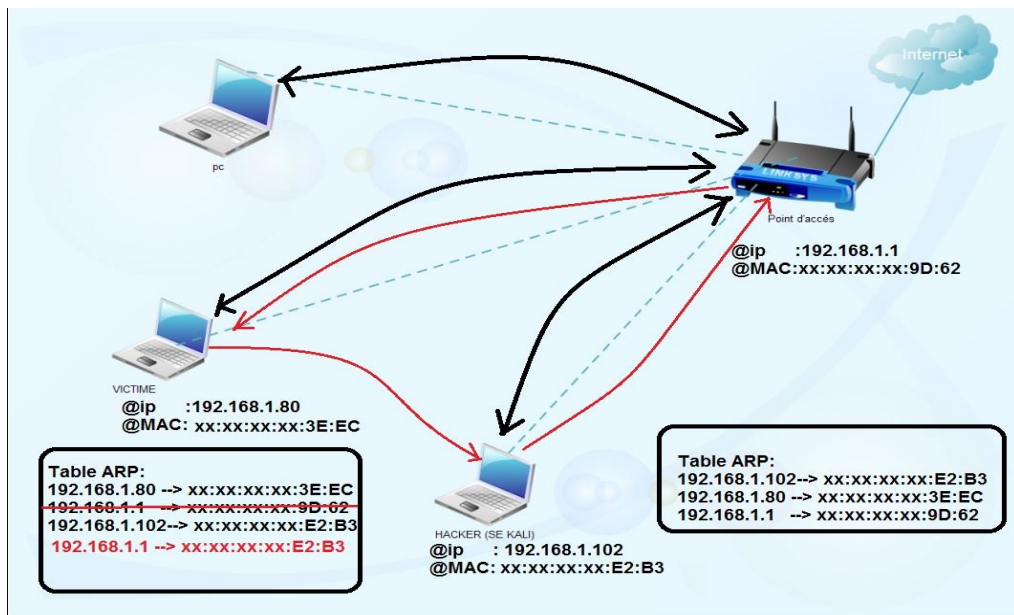 Internet
pc
LINKSYS
Point d'accés
@ip :192.168.1.1
@MAC:xx:xx:xx:xx:9D:62
VICTIME
@ip :192.168.1.80
@MAC: xx:xx:xx:xx:3E:EC
Table ARP:
192.168.1.80 --> xx:xx:xx:xx:3E:EC
192.168.1.1 --> xx:xx:xx:xx:9D:62
192.168.1.102--> xx:xx:xx:xx:E2:B3
192.168.1.1 --> xx:xx:xx:xx:E2:B3
HACKER (SE KALI)
@ip : 192.168.1.102
@MAC: xx:xx:xx:xx:E2:B3
Table ARP:
192.168.1.102--> xx:xx:xx:xx:E2:B3
192.168.1.80 --> xx:xx:xx:xx:3E:EC
192.168.1.1 --> xx:xx:xx:xx:9D:62